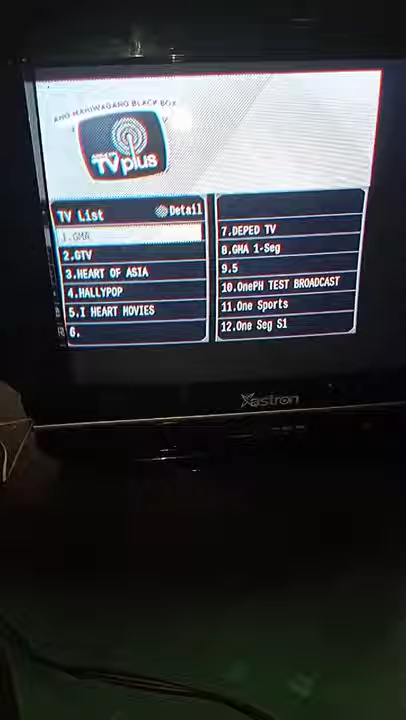 ANG MAHIWAGANG BLACK BOX
TVplus
TV List
Detail
1.GMA
2.GTV
3.HEART OF ASIA
4.HALLYPOP
5.I HEART MOVIES
6.
7.DEPED TV
8.GMA 1-Seg
9.5
10.OnePH TEST BROADCAST
11.One Sports
12.One Seg S1
Xastron